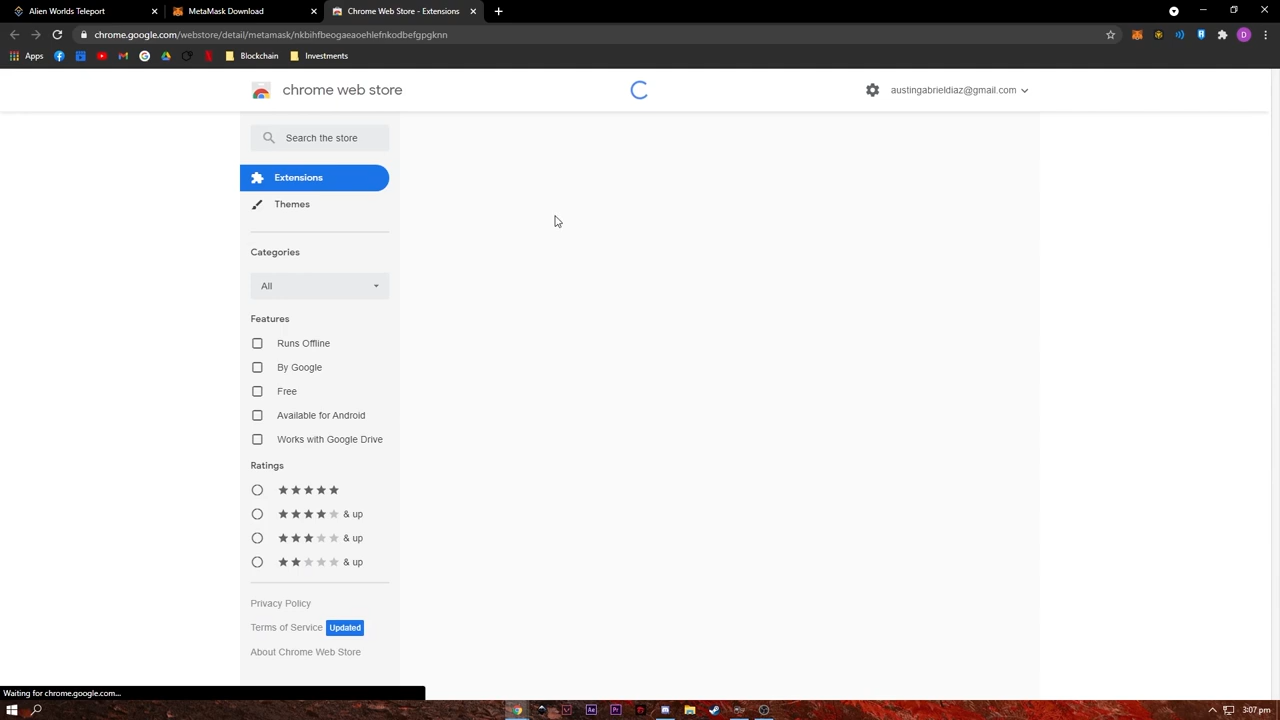 Alien Worlds Teleport
MetaMask Download
Chrome Web Store - Extensions
chrome.google.com/webstore/detail/metamask/nkbihfbeogaeaoehlefnkodbefgpgknn
D
Apps
Blockchain
Investments
chrome web store
austingabrieldiaz@gmail.com
Search the store
Extensions
Themes
Categories
All
Features
Runs Offline
By Google
Free
Available for Android
Works with Google Drive
Ratings
& up
& up
& up
Privacy Policy
Terms of Service Updated
About Chrome Web Store
Waiting for chrome.google.com...
Ae
Pr
3:07 pm